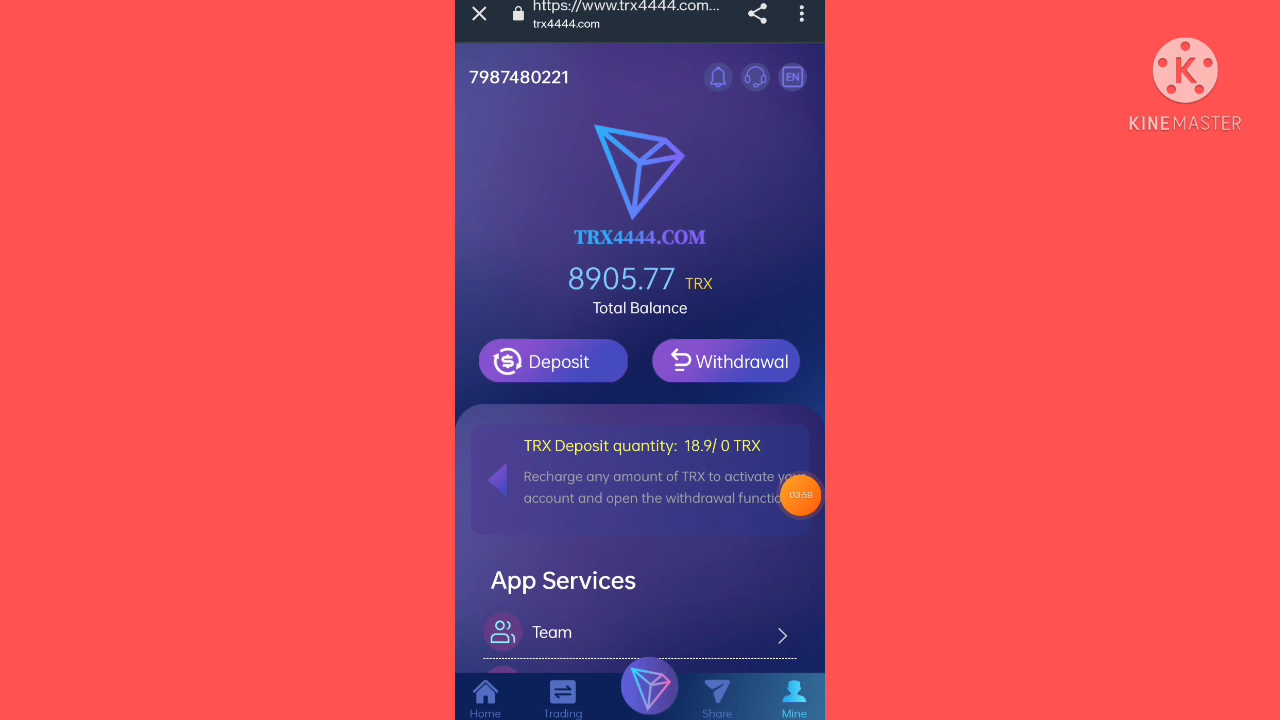 https://www.trx4444.com...
trx4444.com
7987480221
EN
K
KINEMASTER
TRX4444.COM
8905.77 TRX
Total Balance
Deposit
Withdrawal
TRX Deposit quantity: 18.9/ 0 TRX
Recharge any amount of TRX to activate
account and open the withdrawal
03:59
App Services
Team
Home
Trading
Share
Mine